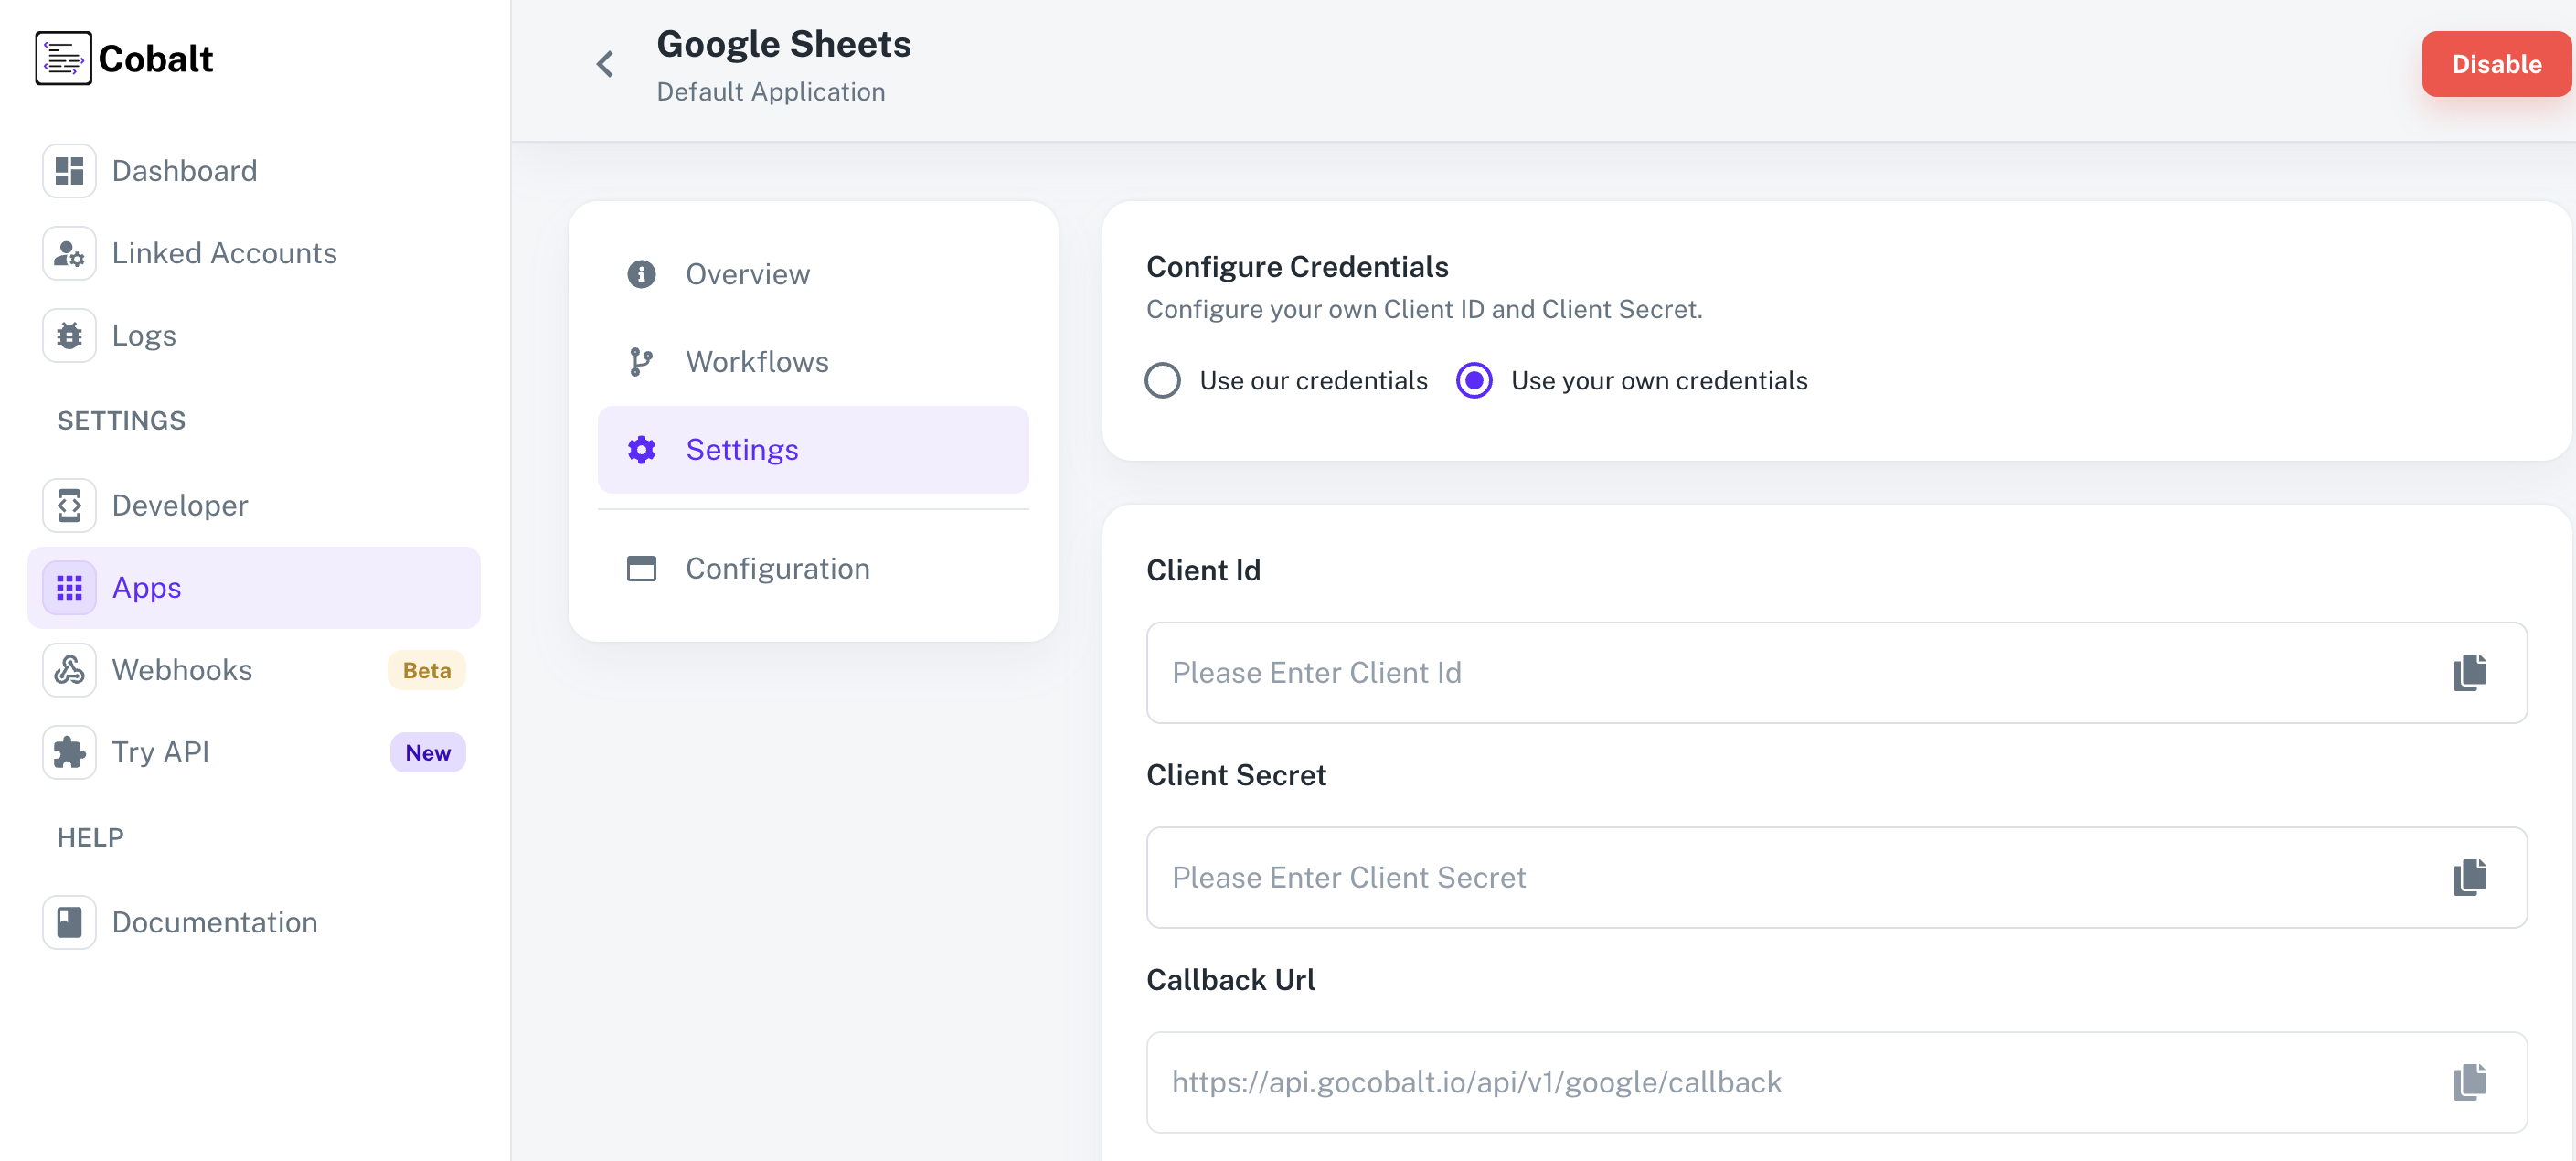 Cobalt
Dashboard
Linked Accounts
Logs
SETTINGS
Developer
Apps
Webhooks Beta
Try API New
HELP
Documentation
Google Sheets
Default Application
Disable
Overview
Workflows
Settings
Configuration
Configure Credentials
Configure your own Client ID and Client Secret.
Use our credentials Use your own credentials
Client Id
Please Enter Client Id
Client Secret
Please Enter Client Secret
Callback Url
https://api.gocobalt.io/api/v1/google/callback